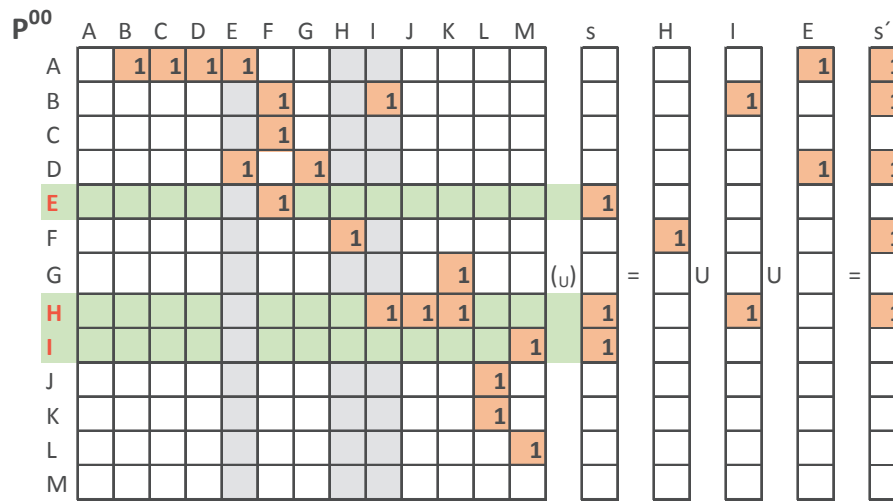 P00 A B C D E F G H I J K L M s H I E s´
A 1 1 1 1 1 1
B 1 1 1 1
C 1
D 1 1 1 1
E 1 1
F 1 1 1
G 1 (∪) = U U =
H 1 1 1 1 1 1
I 1 1
J 1
K 1
L 1
M